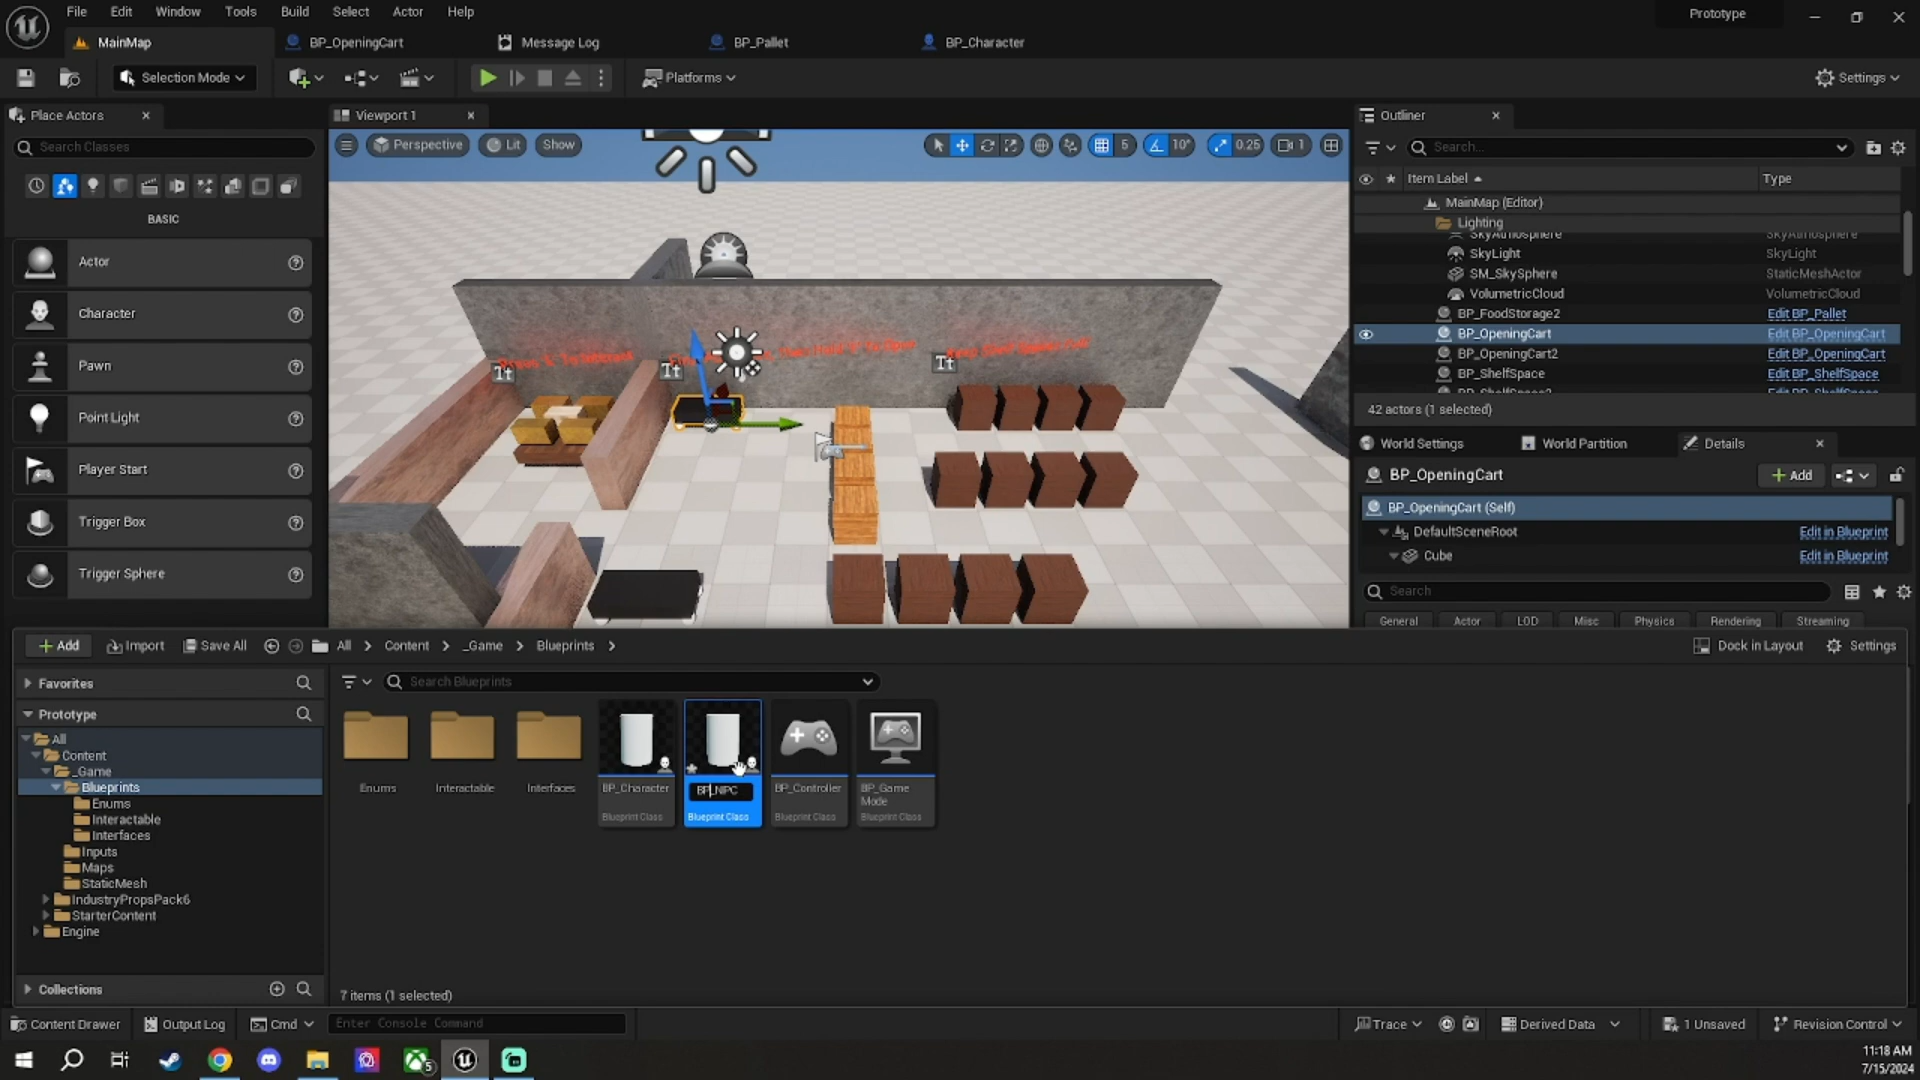 File Edit Window Tools Build Select Actor Help
Prototype
MainMap
BP_OpeningCart
Message Log
BP_Pallet
BP_Character
Selection Mode
Platforms
Settings
Place Actors
Search Classes
BASIC
Actor
Character
Pawn
Point Light
Player Start
Trigger Box
Trigger Sphere
Viewport 1
Perspective Lit Show
5 10° 0.25 1
Outliner
Search...
Item Label Type
MainMap (Editor)
Lighting
SkyAtmosphere SkyAtmosphere
SkyLight SkyLight
SM_SkySphere StaticMeshActor
VolumetricCloud VolumetricCloud
BP_FoodStorage2 Edit BP_Pallet
BP_OpeningCart Edit BP_OpeningCart
BP_OpeningCart2 Edit BP_OpeningCart
BP_ShelfSpace Edit BP_ShelfSpace
42 actors (1 selected)
World Settings World Partition Details
BP_OpeningCart
Add
BP_OpeningCart (Self)
DefaultSceneRoot Edit in Blueprint
Cube Edit in Blueprint
Search
General Actor LOD Misc Physics Rendering Streaming
Add Import Save All All > Content > _Game > Blueprints >
Dock in Layout Settings
Favorites
Prototype
All
Content
_Game
Blueprints
Enums
Interactable
Interfaces
Inputs
Maps
StaticMesh
IndustryPropsPack6
StarterContent
Engine
Collections
Search Blueprints
Enums
Interactable
Interfaces
BP_Character
Blueprint Class
BP_NPC
Blueprint Class
BP_Controller
Blueprint Class
BP_Game
Mode
Blueprint Class
7 items (1 selected)
Content Drawer Output Log Cmd Enter Console Command
Trace Derived Data 1 Unsaved Revision Control
5
11:18 AM
7/15/2024